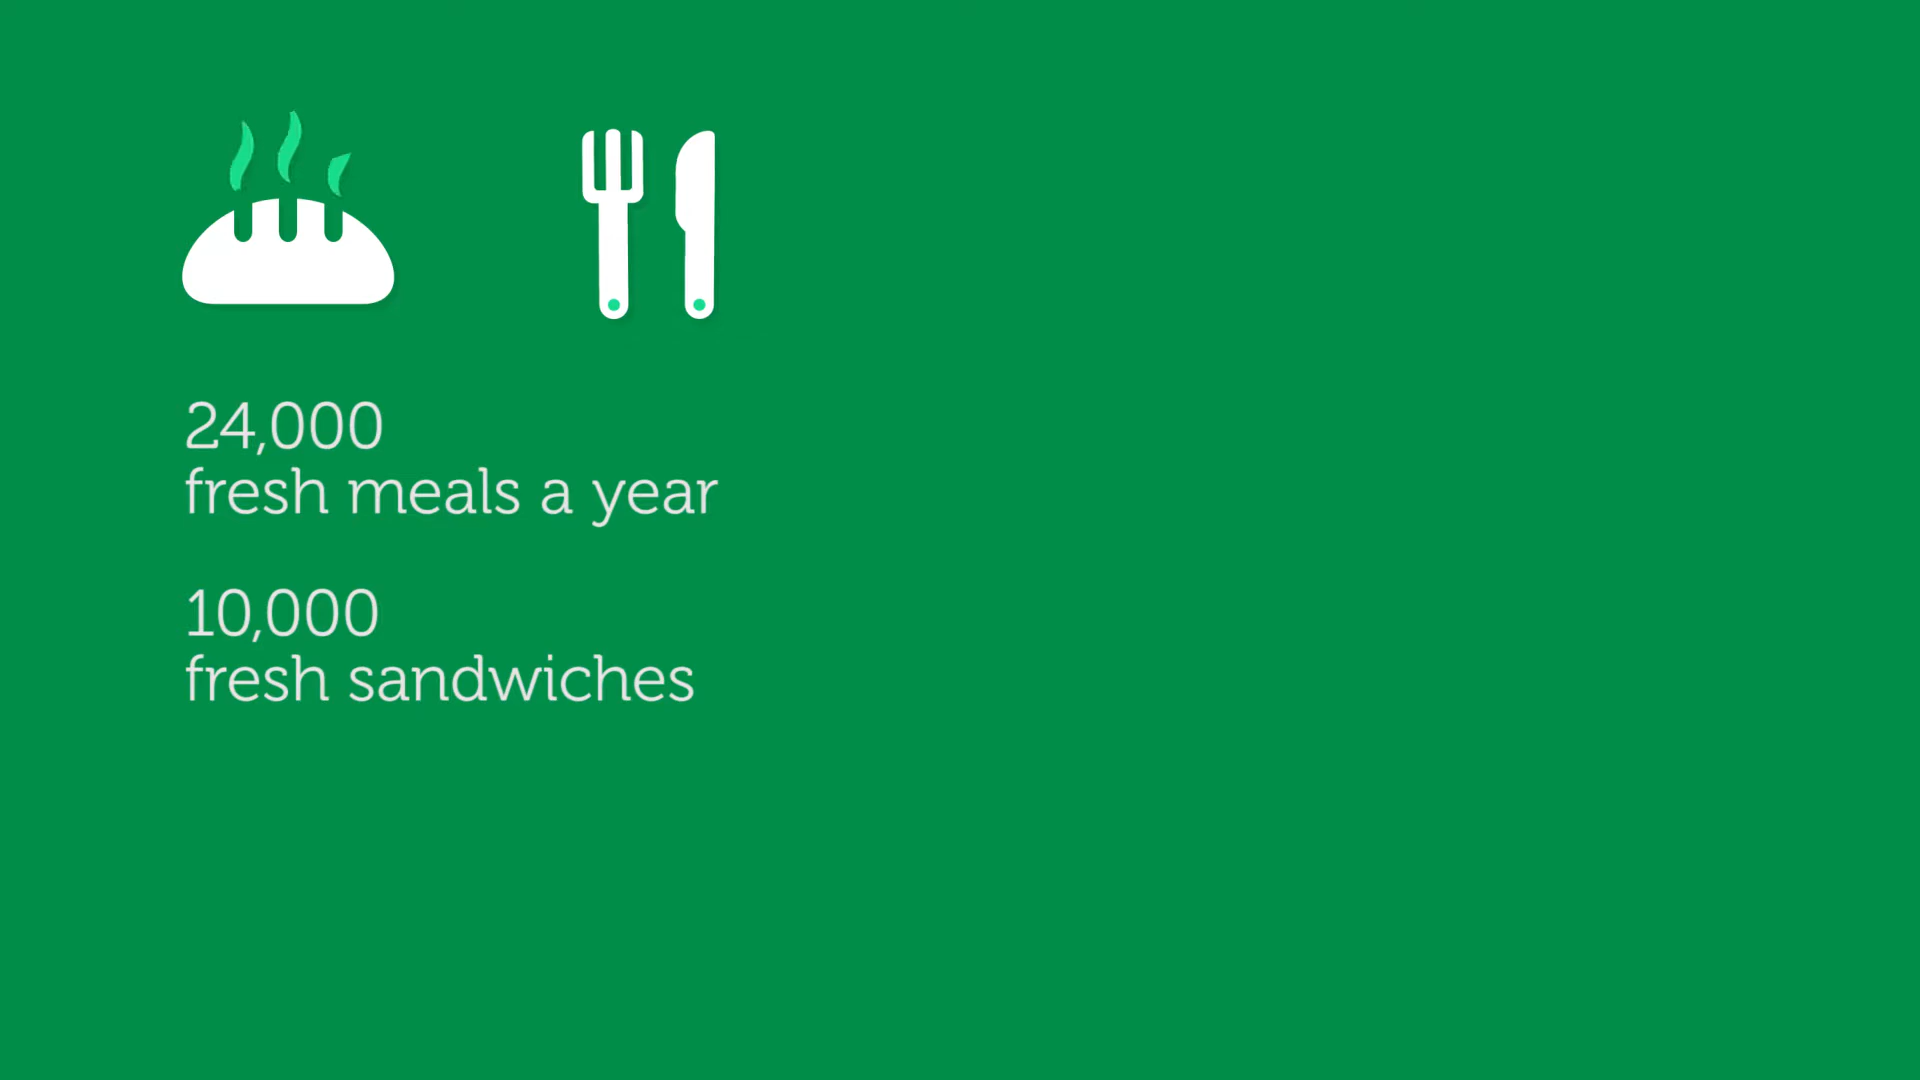 24,000
fresh meals a year
10,000
fresh sandwiches